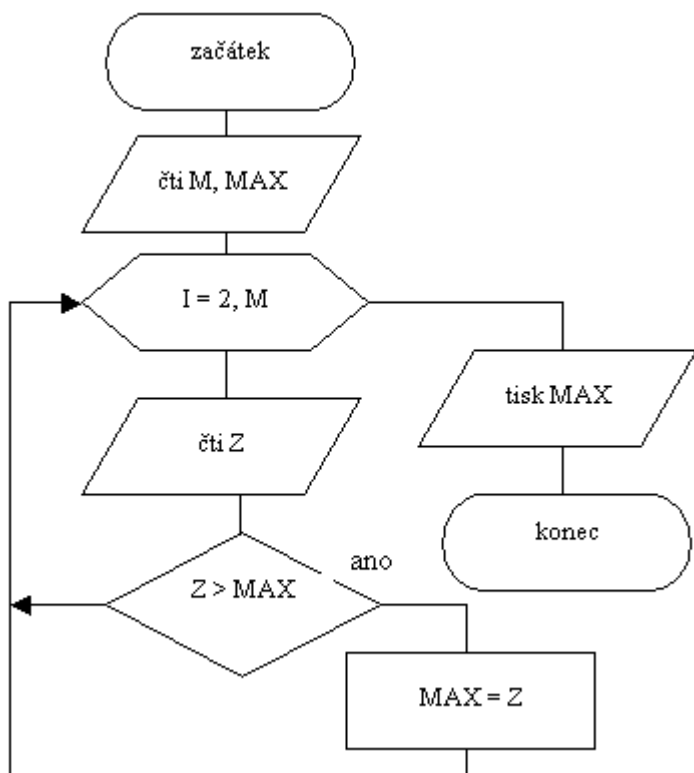 začátek
čti M, MAX
I = 2, M
tisk MAX
čti Z
konec
ano
Z > MAX
MAX = Z